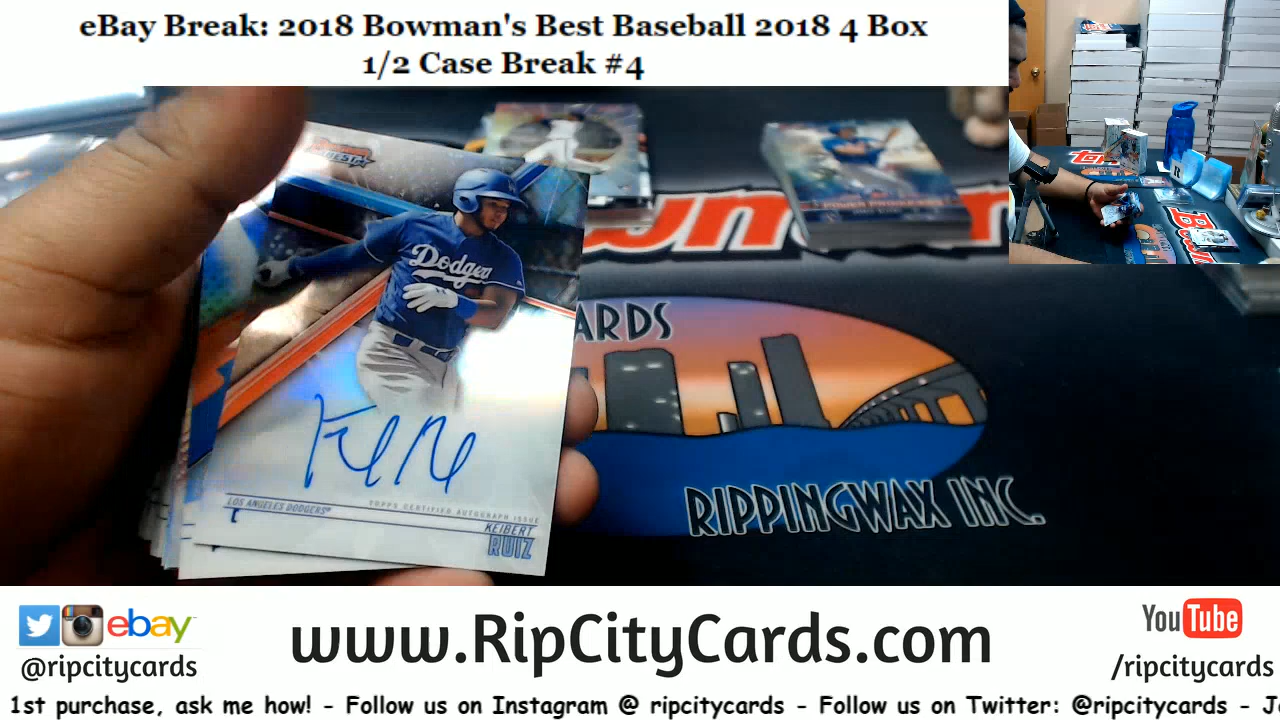 eBay Break: 2018 Bowman's Best Baseball 2018 4 Box
1/2 Case Break #4
BEST
Dodgers
LOS ANGELES DODGERS®
TOPPS CERTIFIED AUTOGRAPH ISSUE
KEIBERT
RUIZ
ARDS
RIPPINGWAX INC.
ebay
@ripcitycards
www.RipCityCards.com
YouTube
/ripcitycards
1st purchase, ask me how! - Follow us on Instagram @ ripcitycards - Follow us on Twitter: @ripcitycards - J